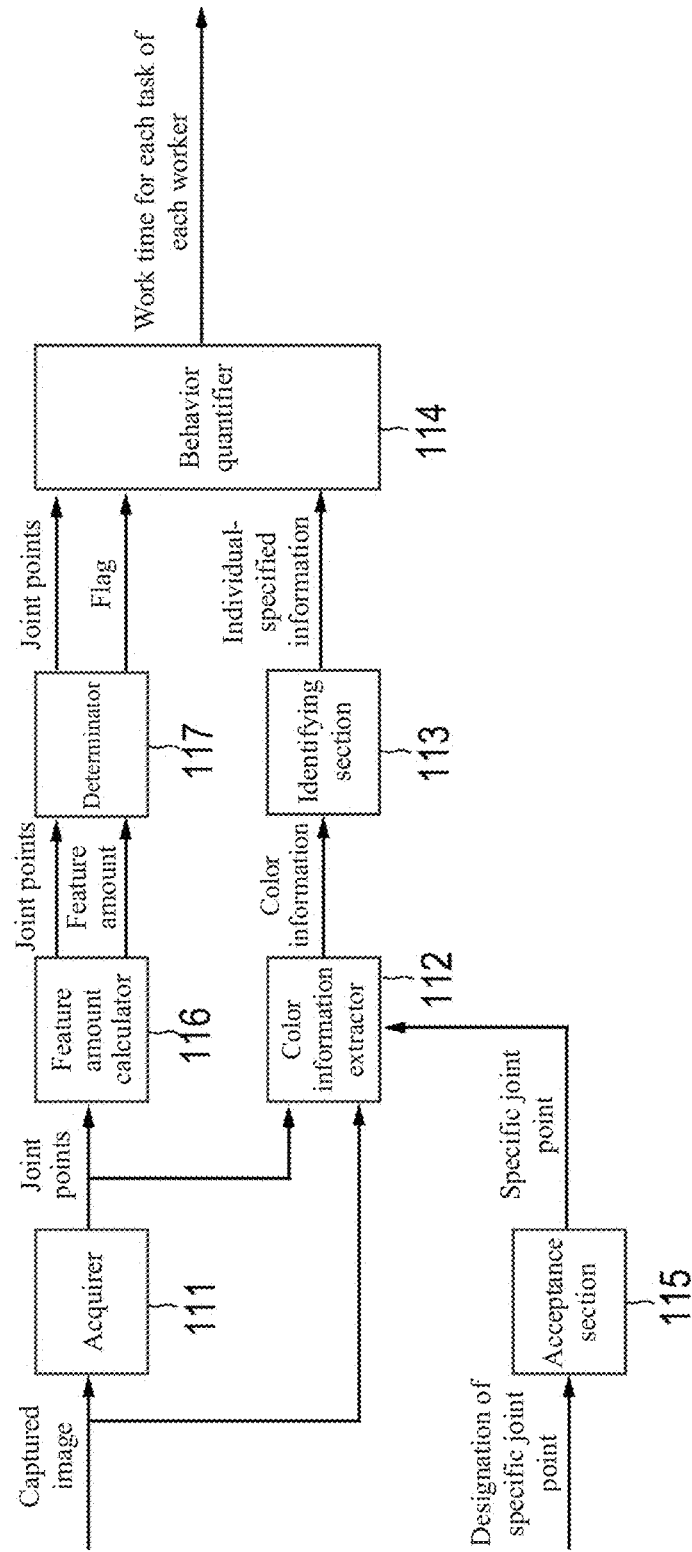 Captured
image
Acquirer
111
Joint
points
Feature
amount
calculator
116
Joint points
Feature
amount
Determinator
117
Joint points
Flag
Behavior
quantifier
114
Work time for each task of
each worker
Color
information
extractor
112
Color
information
Identifying
section
113
Individual-
specified
information
Designation of
specific joint
point
Acceptance
section
115
Specific joint
point